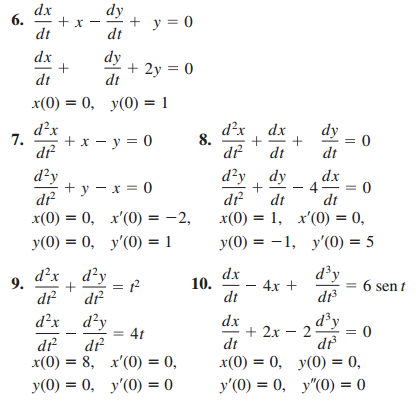 6. dx/dt + x − dy/dt + y = 0
dx/dt + dy/dt + 2y = 0
x(0) = 0, y(0) = 1
7. d²x/dt² + x − y = 0
d²y/dt² + y − x = 0
x(0) = 0, x'(0) = −2,
y(0) = 0, y'(0) = 1
8. d²x/dt² + dx/dt + dy/dt = 0
d²y/dt² + dy/dt − 4 dx/dt = 0
x(0) = 1, x'(0) = 0,
y(0) = −1, y'(0) = 5
9. d²x/dt² + d²y/dt² = t²
d²x/dt² − d²y/dt² = 4t
x(0) = 8, x'(0) = 0,
y(0) = 0, y'(0) = 0
10. dx/dt − 4x + d³y/dt³ = 6 sen t
dx/dt + 2x − 2 d³y/dt³ = 0
x(0) = 0, y(0) = 0,
y'(0) = 0, y"(0) = 0